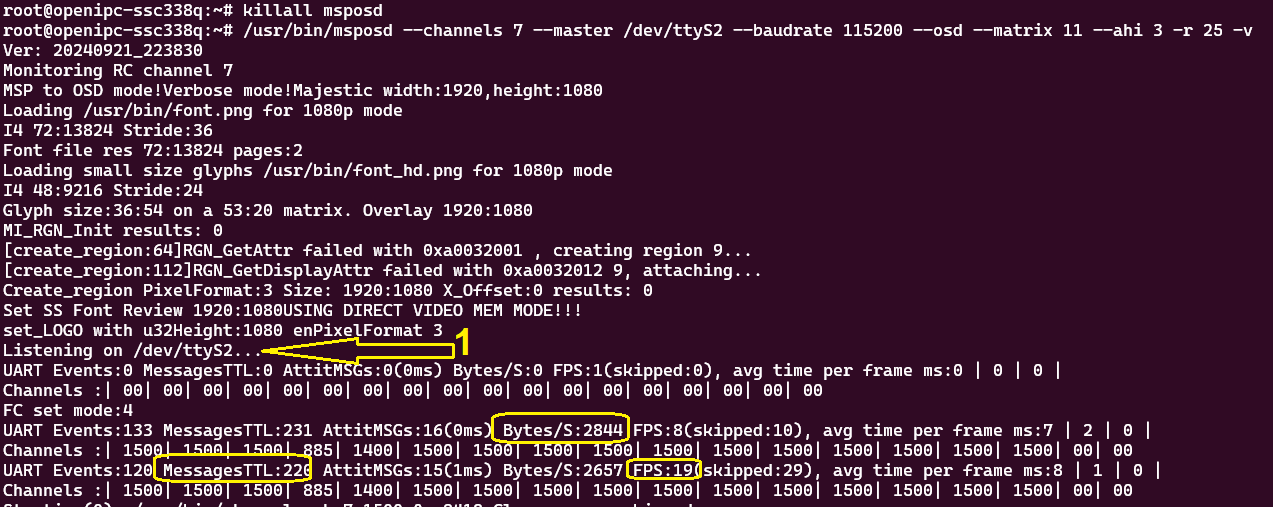 root@openipc-ssc338q:~# killall msposd
root@openipc-ssc338q:~# /usr/bin/msposd --channels 7 --master /dev/ttyS2 --baudrate 115200 --osd --matrix 11 --ahi 3 -r 25 -v
Ver: 20240921_223830
Monitoring RC channel 7
MSP to OSD mode!Verbose mode!Majestic width:1920,height:1080
Loading /usr/bin/font.png for 1080p mode
I4 72:13824 Stride:36
Font file res 72:13824 pages:2
Loading small size glyphs /usr/bin/font_hd.png for 1080p mode
I4 48:9216 Stride:24
Glyph size:36:54 on a 53:20 matrix. Overlay 1920:1080
MI_RGN_Init results: 0
[create_region:64]RGN_GetAttr failed with 0xa0032001 , creating region 9...
[create_region:112]RGN_GetDisplayAttr failed with 0xa0032012 9, attaching...
Create_region PixelFormat:3 Size: 1920:1080 X_Offset:0 results: 0
Set SS Font Review 1920:1080USING DIRECT VIDEO MEM MODE!!!
set_LOGO with u32Height:1080 enPixelFormat 3
Listening on /dev/ttyS2... 1
UART Events:0 MessagesTTL:0 AttitMSGs:0(0ms) Bytes/S:0 FPS:1(skipped:0), avg time per frame ms:0 | 0 | 0 |
Channels :| 00| 00| 00| 00| 00| 00| 00| 00| 00| 00| 00| 00| 00| 00| 00| 00
FC set mode:4
UART Events:133 MessagesTTL:231 AttitMSGs:16(0ms) Bytes/S:2844 FPS:8(skipped:10), avg time per frame ms:7 | 2 | 0 |
Channels :| 1500| 1500| 1500| 885| 1400| 1500| 1500| 1500| 1500| 1500| 1500| 1500| 1500| 1500| 00| 00
UART Events:120 MessagesTTL:220 AttitMSGs:15(1ms) Bytes/S:2657 FPS:19(skipped:29), avg time per frame ms:8 | 1 | 0 |
Channels :| 1500| 1500| 1500| 885| 1400| 1500| 1500| 1500| 1500| 1500| 1500| 1500| 1500| 1500| 00| 00